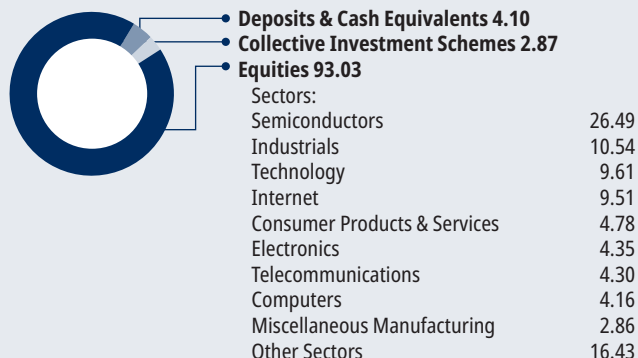 Deposits & Cash Equivalents 4.10
Collective Investment Schemes 2.87
Equities 93.03
Sectors:
Semiconductors 26.49
Industrials 10.54
Technology 9.61
Internet 9.51
Consumer Products & Services 4.78
Electronics 4.35
Telecommunications 4.30
Computers 4.16
Miscellaneous Manufacturing 2.86
Other Sectors 16.43